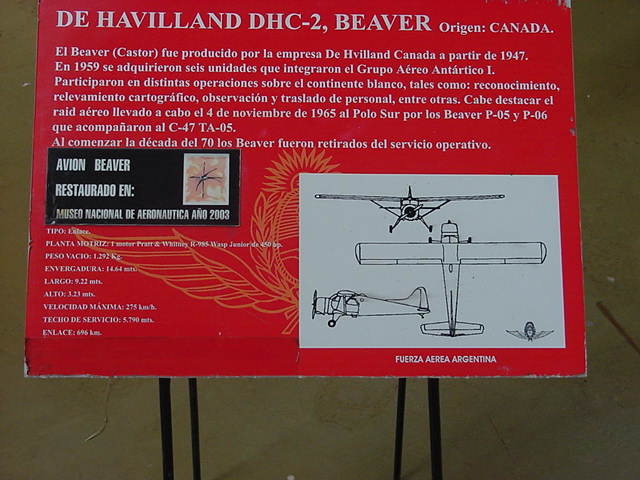 DE HAVILLAND DHC-2, BEAVER Origen: CANADA.
El Beaver (Castor) fue producido por la empresa De Hvilland Canada a partir de 1947.
En 1959 se adquirieron seis unidades que integraron el Grupo Aéreo Antártico I.
Participaron en distintas operaciones sobre el continente blanco, tales como: reconocimiento,
relevamiento cartográfico, observación y traslado de personal, entre otras. Cabe destacar el
raid aéreo llevado a cabo el 4 de noviembre de 1965 al Polo Sur por los Beaver P-05 y P-06
que acompañaron al C-47 TA-05.
Al comenzar la década del 70 los Beaver fueron retirados del servicio operativo.
AVION BEAVER
RESTAURADO EN:
MUSEO NACIONAL DE AERONAUTICA AÑO 2003
TIPO: Enlace.
PLANTA MOTRIZ: 1 motor Pratt & Whitney R-985 Wasp Junior de 450 hp.
PESO VACIO: 1.292 Kg.
ENVERGADURA: 14.64 mts.
LARGO: 9.22 mts.
ALTO: 3.23 mts.
VELOCIDAD MÁXIMA: 275 km/h.
TECHO DE SERVICIO: 5.790 mts.
ENLACE: 696 km.
FUERZA AEREA ARGENTINA